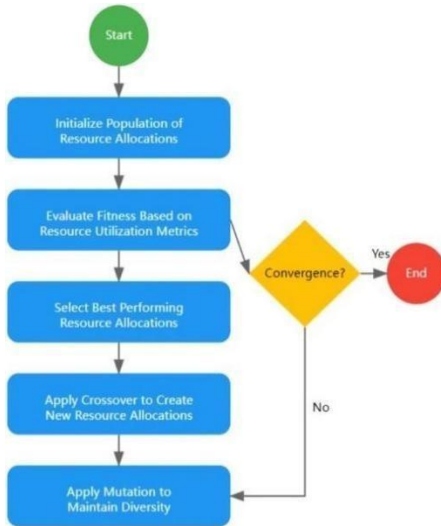 Start
Initialize Population of
Resource Allocations
Evaluate Fitness Based on
Resource Utilization Metrics
Convergence?
Yes
End
Select Best Performing
Resource Allocations
Apply Crossover to Create
New Resource Allocations
No
Apply Mutation to
Maintain Diversity